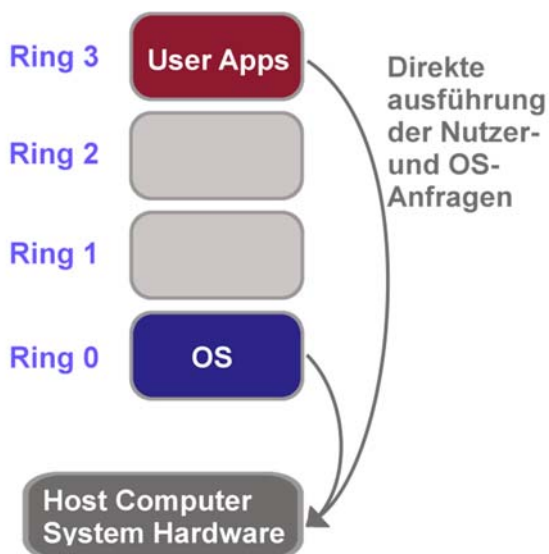 Ring 3
User Apps
Direkte
ausführung
der Nutzer-
und OS-
Anfragen
Ring 2
Ring 1
Ring 0
OS
Host Computer
System Hardware